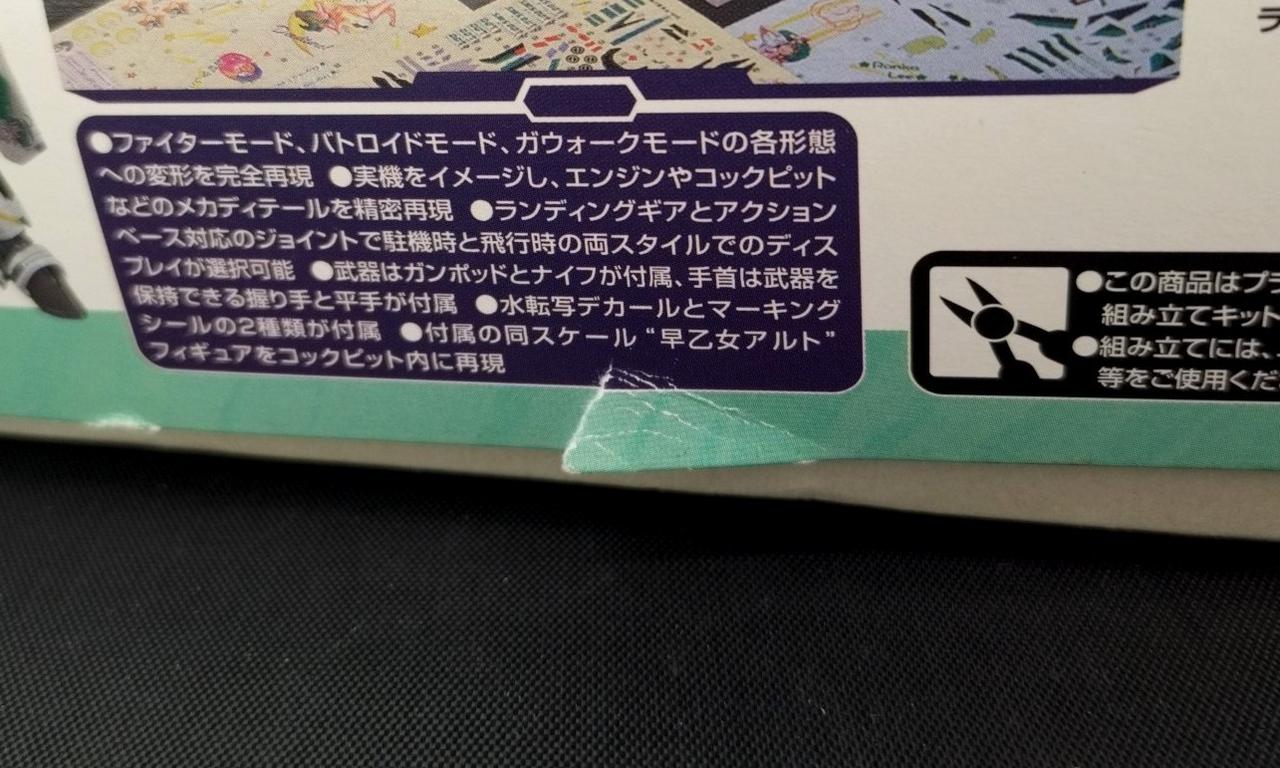 Ranka
Lee
●ファイターモード、バトロイドモード、ガウォークモードの各形態
への変形を完全再現 ●実機をイメージし、エンジンやコックピット
などのメカディテールを精密再現 ●ランディングギアとアクション
ベース対応のジョイントで駐機時と飛行時の両スタイルでのディス
プレイが選択可能 ●武器はガンポッドとナイフが付属、手首は武器を
保持できる握り手と平手が付属 ●水転写デカールとマーキング
シールの2種類が付属 ●付属の同スケール“早乙女アルト”
フィギュアをコックピット内に再現
●この商品はプラ
組み立てキット
●組み立てには、
等をご使用くだ